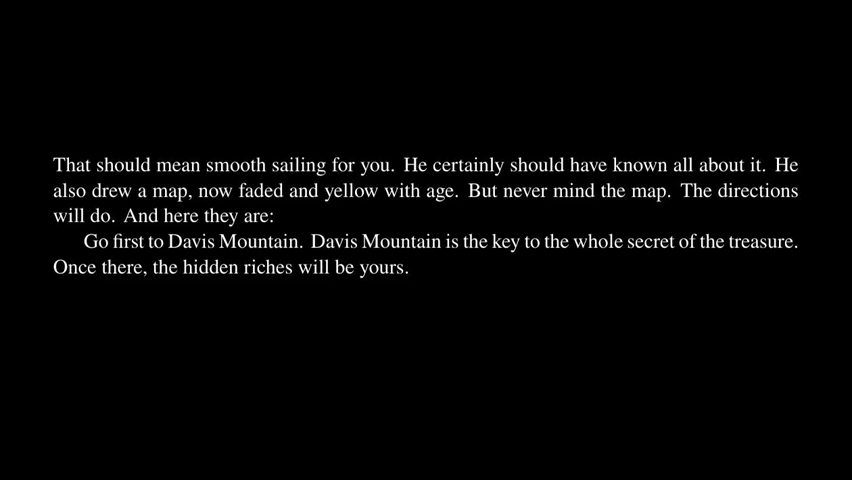 That should mean smooth sailing for you. He certainly should have known all about it. He
also drew a map, now faded and yellow with age. But never mind the map. The directions
will do. And here they are:
Go first to Davis Mountain. Davis Mountain is the key to the whole secret of the treasure.
Once there, the hidden riches will be yours.